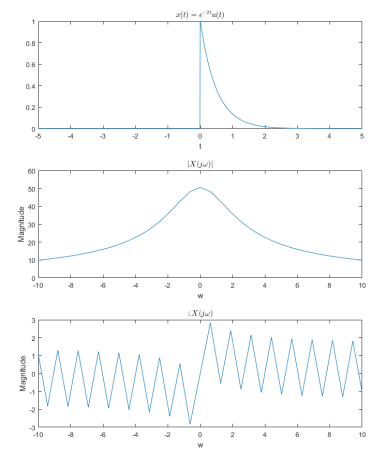 x(t) = e^{-2t}u(t)
1
0.8
0.6
0.4
0.2
0
-5 -4 -3 -2 -1 0 1 2 3 4 5
t
|X(jω)|
60
50
40
30
20
10
0
Magnitude
-10 -8 -6 -4 -2 0 2 4 6 8 10
w
∠X(jω)
3
2
1
0
-1
-2
-3
Magnitude
-10 -8 -6 -4 -2 0 2 4 6 8 10
w